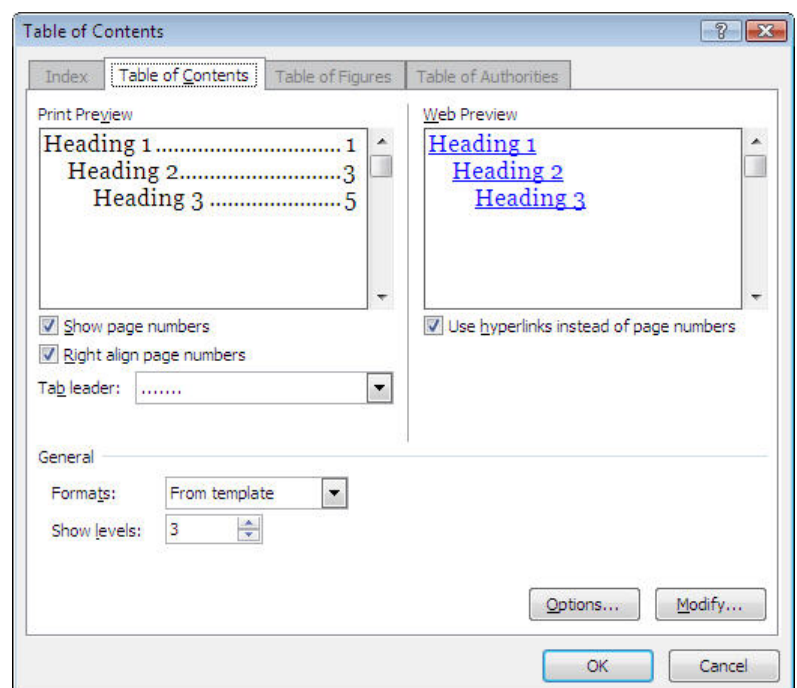 Table of Contents
Index Table of Contents Table of Figures Table of Authorities
Print Preview
Heading 1..............................1
Heading 2..........................3
Heading 3......................5
Show page numbers
Right align page numbers
Tab leader: .......
Web Preview
Heading 1
Heading 2
Heading 3
Use hyperlinks instead of page numbers
General
Formats: From template
Show levels: 3
Options... Modify...
OK Cancel